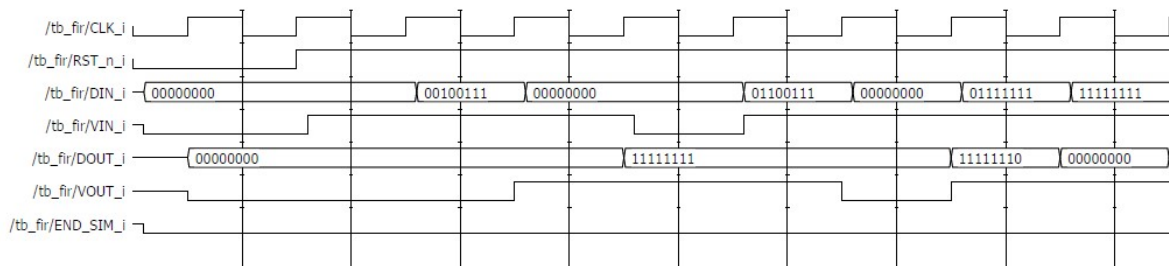 /tb_fir/CLK_i
/tb_fir/RST_n_i
/tb_fir/DIN_i 00000000 00100111 00000000 01100111 00000000 01111111 11111111
/tb_fir/VIN_i
/tb_fir/DOUT_i 00000000 11111111 11111110 00000000
/tb_fir/VOUT_i
/tb_fir/END_SIM_i